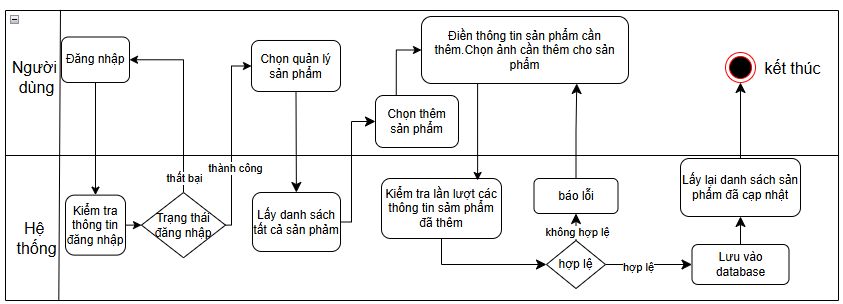 Người
dùng
Đăng nhập
Chọn quản lý
sản phẩm
Điền thông tin sản phẩm cần
thêm.Chọn ảnh cần thêm cho sản
phẩm
Chọn thêm
sản phẩm
kết thúc
thất bại
thành công
Hệ
thống
Kiểm tra
thông tin
đăng nhập
Trạng thái
đăng nhập
Lấy danh sách
tất cả sản phảm
Kiểm tra lần lượt các
thông tin sảm phẩm
đã thêm
báo lỗi
không hợp lệ
hợp lệ
hợp lệ
Lưu vào
database
Lấy lại danh sách sản
phẩm đã cạp nhật